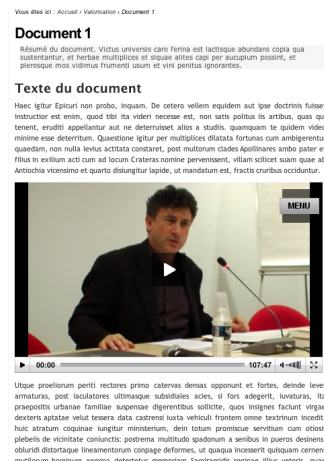 Vous êtes ici : Accueil › Valorisation › Document 1
Document 1
Résumé du document. Victus universis caro ferina est lactisque abundans copia qua
sustentantur, et herbae multiplices et siquae alites capi per aucupium possint, et
plerosque mos vidimus frumenti usum et vini penitus ignorantes.
Texte du document
Haec igitur Epicuri non probo, inquam. De cetero vellem equidem aut ipse doctrinis fuisse
instructior est enim, quod tibi ita videri necesse est, non satis politus iis artibus, quas qu
tenent, eruditi appellantur aut ne deterruisset alios a studiis. quamquam te quidem video
minime esse deterritum. Quaestione igitur per multiplices dilatata fortunas cum ambigerentu
quaedam, non nulla levius actitata constaret, post multorum clades Apollinares ambo pater e
filius in exilium acti cum ad locum Crateras nomine pervenissent, villam scilicet suam quae ab
Antiochia vicensimo et quarto disiungitur lapide, ut mandatum est, fractis cruribus occiduntur.
MENU
00:00 107:47
Utque proeliorum periti rectores primo catervas densas opponunt et fortes, deinde leve
armaturas, post iaculatores ultimasque subsidiales acies, si fors adegerit, iuvaturas, ita
praepositis urbanae familiae suspensae digerentibus sollicite, quos insignes faciunt virgae
dexteris aptatae velut tessera data castrensi iuxta vehiculi frontem omne textrinum incedit
huic atratum coquinae iungitur ministerium, dein totum promiscue servitium cum otiosi
plebeiis de vicinitate coniunctis: postrema multitudo spadonum a senibus in pueros desinens
obluridi distortaque lineamentorum conpage deformes, ut quaqua incesserit quisquam cernens